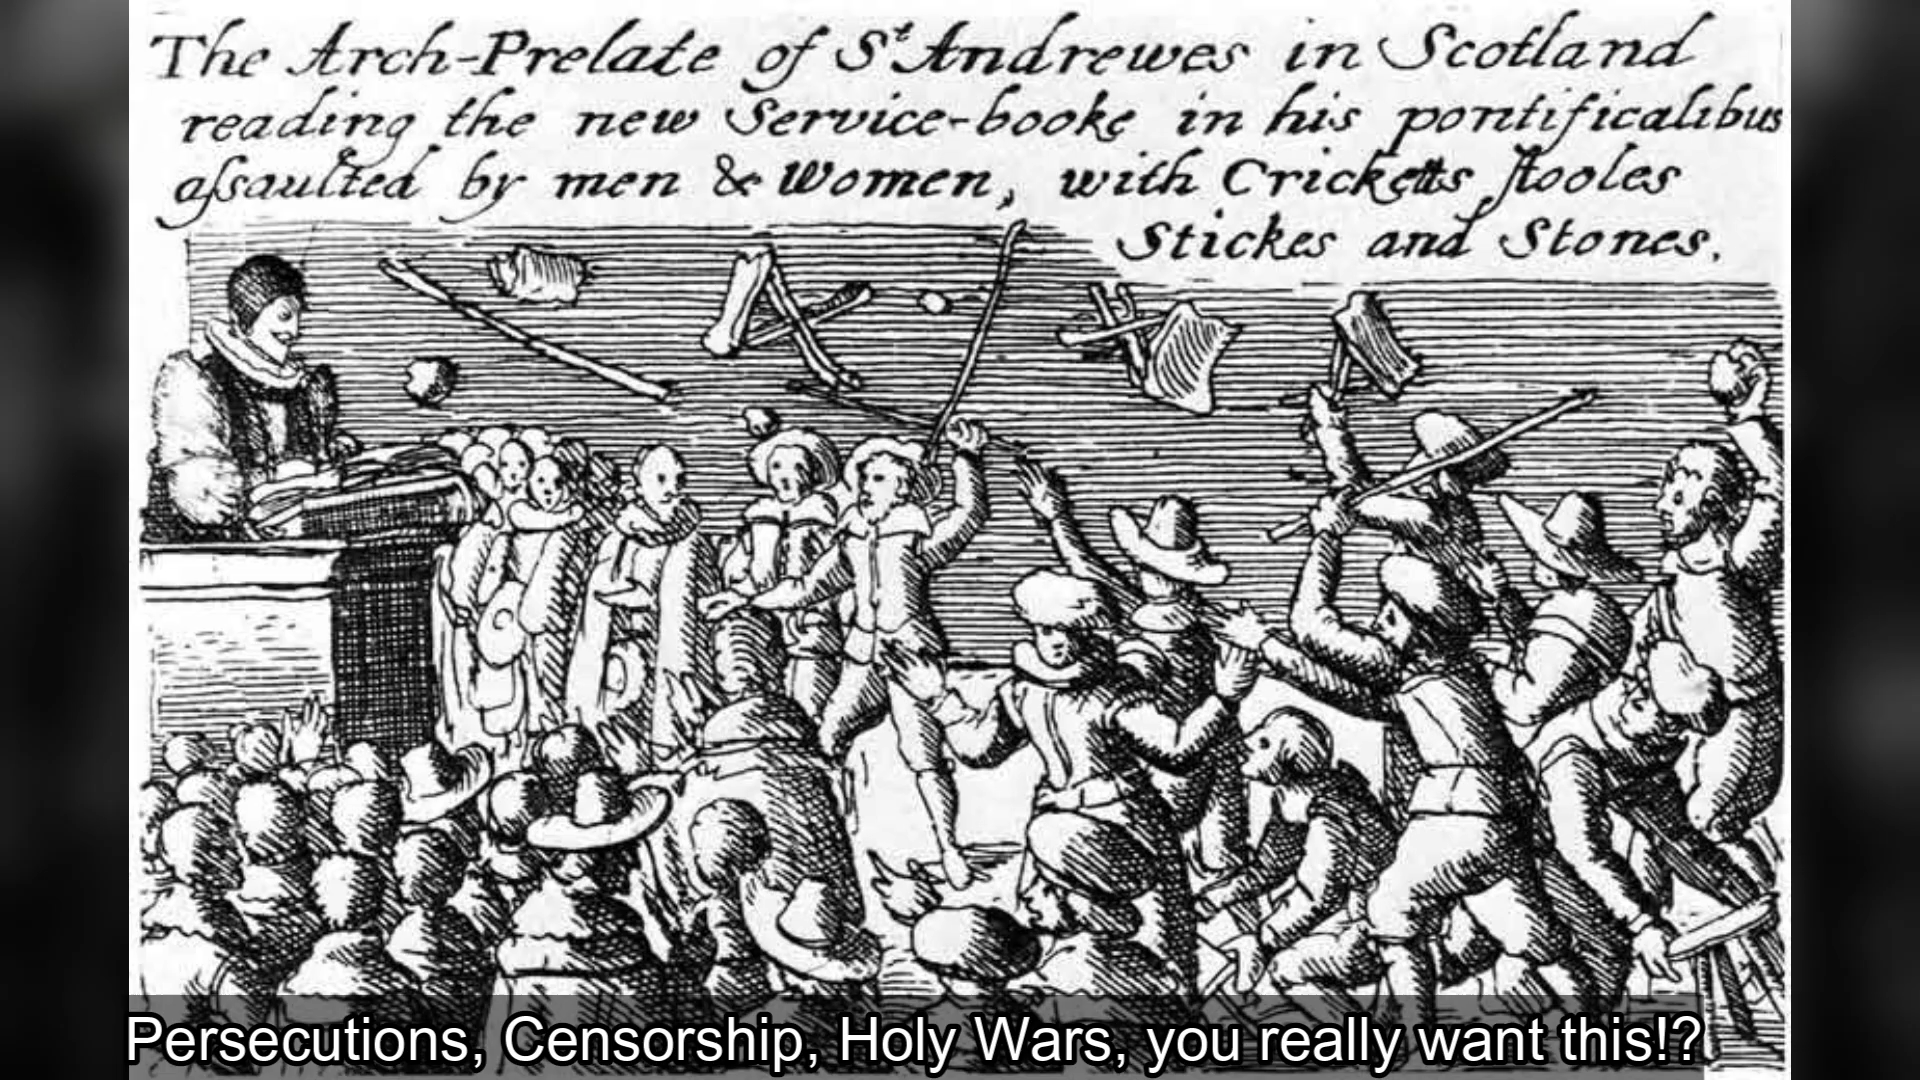 The Arch-Prelate of St Andrewes in Scotland
reading the new Service-booke in his pontificalibus
assaulted by men & Women, with Cricketts stooles
Stickes and Stones.
Persecutions, Censorship, Holy Wars, you really want this!?